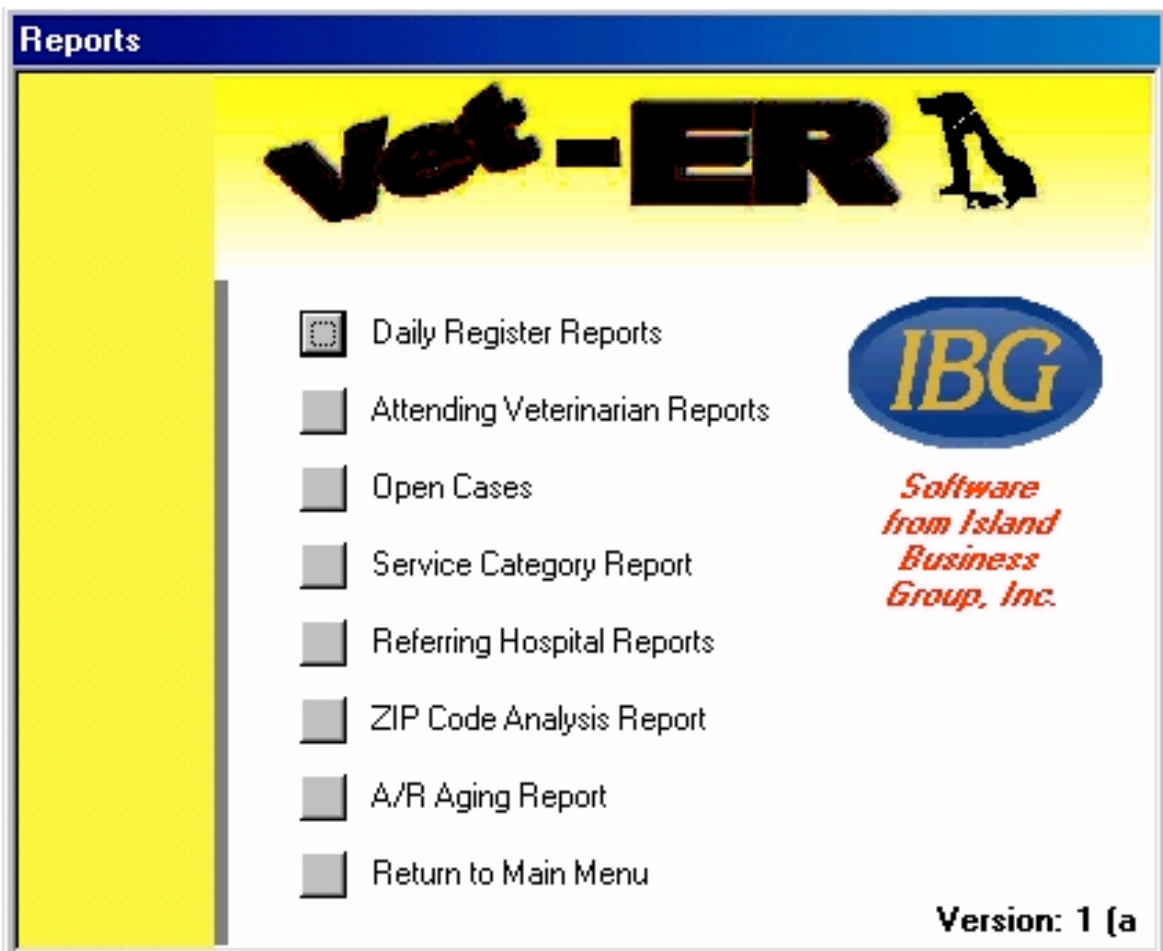 Reports
Vet-ER
Daily Register Reports
Attending Veterinarian Reports
Open Cases
Service Category Report
Referring Hospital Reports
ZIP Code Analysis Report
A/R Aging Report
Return to Main Menu
IBG
Software
from Island
Business
Group, Inc.
Version: 1 (a